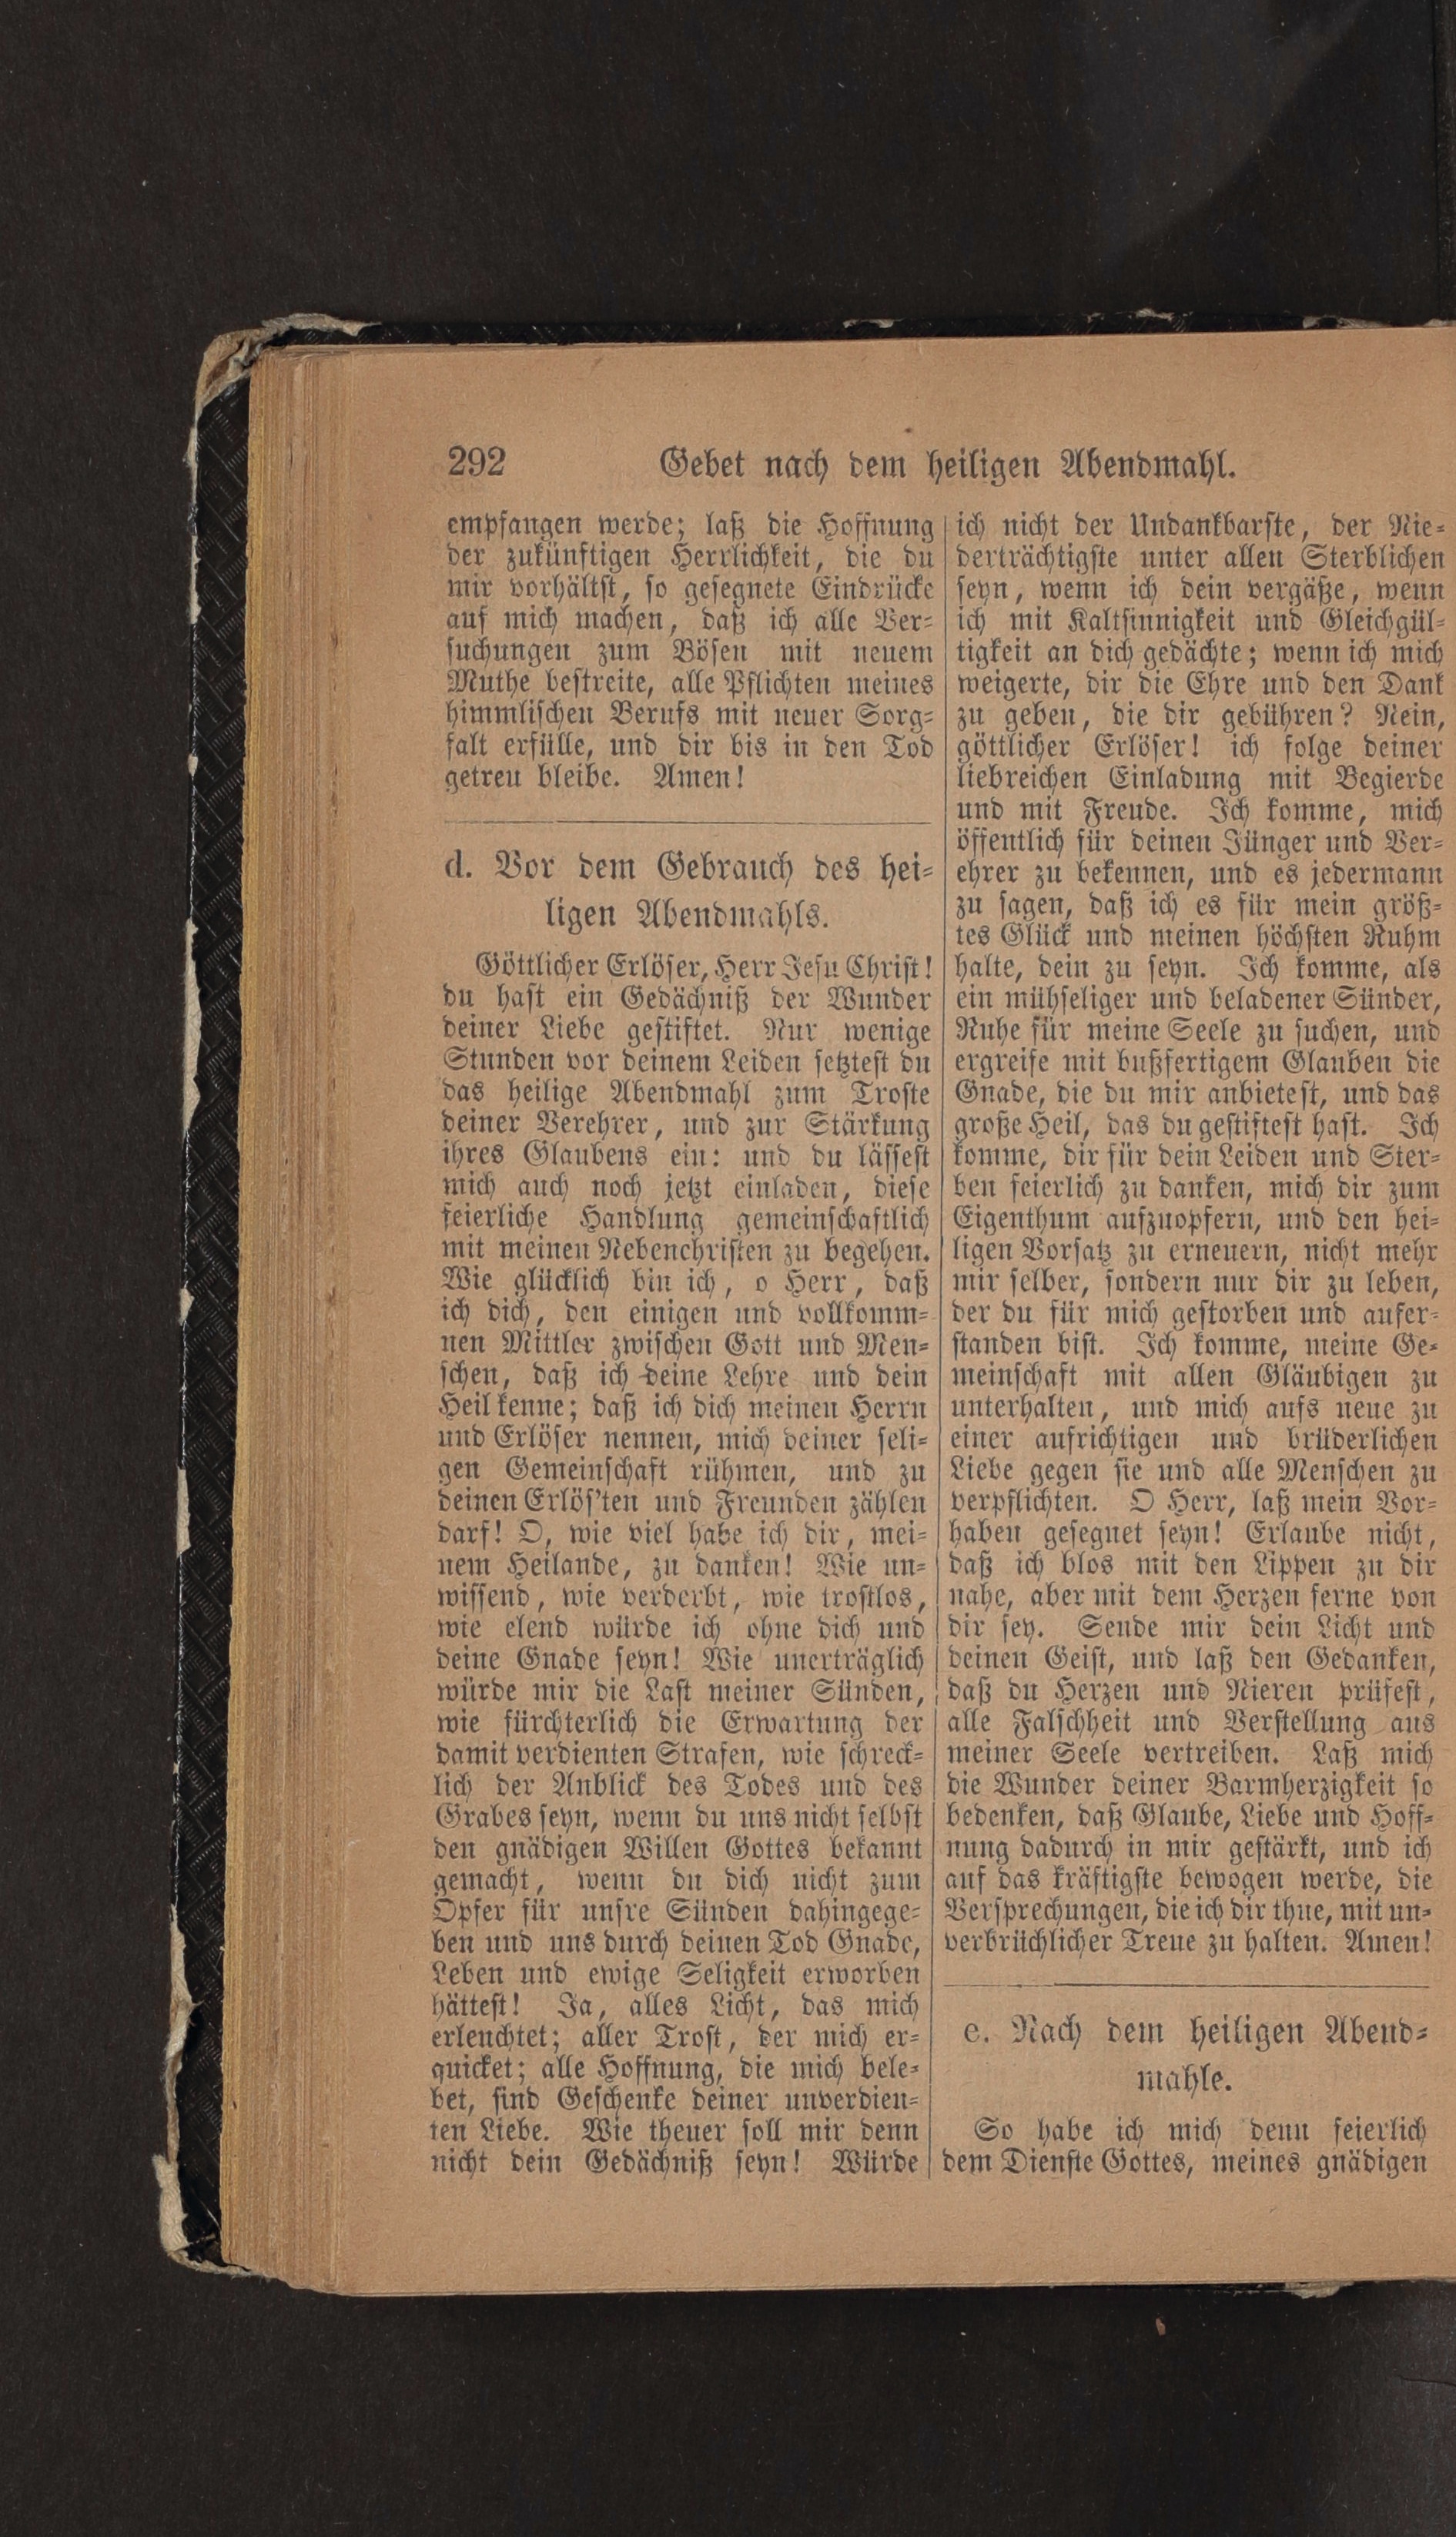 292
Gebet nach dem heiligen Abendmahl.
empfangen werde; laß die Hoffnung
der zukünftigen Herrlichkeit, die du
mir vorhältst, so gesegnete Eindrücke
auf mich machen, daß ich alle Ver-
suchungen zum Bösen mit neuem
Muthe bestreite, alle Pflichten meines
himmlischen Berufs mit neuer Sorg-
falt erfülle, und dir bis in den Tod
getreu bleibe. Amen!
d. Vor dem Gebrauch des hei-
ligen Abendmahls.
Göttlicher Erlöser, Herr Jesu Christ!
du hast ein Gedächniß der Wunder
deiner Liebe gestiftet. Nur wenige
Stunden vor deinem Leiden setztest du
das heilige Abendmahl zum Troste
deiner Verehrer, und zur Stärkung
ihres Glaubens ein: und du lässest
mich auch noch jetzt einladen, diese
feierliche Handlung gemeinschaftlich
mit meinen Nebenchristen zu begehen.
Wie glücklich bin ich, o Herr, daß
ich dich, den einigen und vollkomm-
nen Mittler zwischen Gott und Men-
schen, daß ich deine Lehre und dein
Heil kenne; daß ich dich meinen Herrn
und Erlöser nennen, mich deiner seli-
gen Gemeinschaft rühmen, und zu
deinen Erlös'ten und Freunden zählen
darf! O, wie viel habe ich dir, mei-
nem Heilande, zu danken! Wie un-
wissend, wie verderbt, wie trostlos,
wie elend würde ich ohne dich und
deine Gnade seyn! Wie unerträglich
würde mir die Last meiner Sünden,
wie fürchterlich die Erwartung der
damit verdienten Strafen, wie schreck-
lich der Anblick des Todes und des
Grabes seyn, wenn du uns nicht selbst
den gnädigen Willen Gottes bekannt
gemacht, wenn du dich nicht zum
Opfer für unsre Sünden dahingege-
ben und uns durch deinen Tod Gnade,
Leben und ewige Seligkeit erworben
hättest! Ja, alles Licht, das mich
erleuchtet; aller Trost, der mich er-
quicket; alle Hoffnung, die mich bele-
bet, sind Geschenke deiner unverdien-
ten Liebe. Wie theuer soll mir denn
nicht dein Gedächniß seyn! Würde
ich nicht der Undankbarste, der Nie-
derträchtigste unter allen Sterblichen
seyn, wenn ich dein vergäße, wenn
ich mit Kaltsinnigkeit und Gleichgül-
tigkeit an dich gedächte; wenn ich mich
weigerte, dir die Ehre und den Dank
zu geben, die dir gebühren? Nein,
göttlicher Erlöser! ich folge deiner
liebreichen Einladung mit Begierde
und mit Freude. Ich komme, mich
öffentlich für deinen Jünger und Ver-
ehrer zu bekennen, und es jedermann
zu sagen, daß ich es für mein größ-
tes Glück und meinen höchsten Ruhm
halte, dein zu seyn. Ich komme, als
ein mühseliger und beladener Sünder,
Ruhe für meine Seele zu suchen, und
ergreife mit bußfertigem Glauben die
Gnade, die du mir anbietest, und das
große Heil, das du gestiftest hast. Ich
komme, dir für dein Leiden und Ster-
ben feierlich zu danken, mich dir zum
Eigenthum aufzuopfern, und den hei-
ligen Vorsatz zu erneuern, nicht mehr
mir selber, sondern nur dir zu leben,
der du für mich gestorben und aufer-
standen bist. Ich komme, meine Ge-
meinschaft mit allen Gläubigen zu
unterhalten, und mich aufs neue zu
einer aufrichtigen und brüderlichen
Liebe gegen sie und alle Menschen zu
verpflichten. O Herr, laß mein Vor-
haben gesegnet seyn! Erlaube nicht,
daß ich blos mit den Lippen zu dir
nahe, aber mit dem Herzen ferne von
dir sey. Sende mir dein Licht und
deinen Geist, und laß den Gedanken,
daß du Herzen und Nieren prüfest,
alle Falschheit und Verstellung aus
meiner Seele vertreiben. Laß mich
die Wunder deiner Barmherzigkeit so
bedenken, daß Glaube, Liebe und Hoff-
nung dadurch in mir gestärkt, und ich
auf das kräftigste bewogen werde, die
Versprechungen, die ich dir thue, mit un-
verbrüchlicher Treue zu halten. Amen!
e. Nach dem heiligen Abend-
mahle.
So habe ich mich denn feierlich
dem Dienste Gottes, meines gnädigen